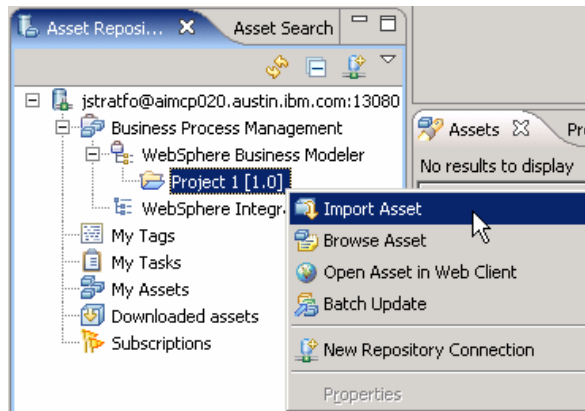 Asset Reposi...
Asset Search
jstratfo@aimcp020.austin.ibm.com:13080
Business Process Management
Assets
Pr
WebSphere Business Modeler
No results to display
Project 1 [1.0]
WebSphere Integr
Import Asset
My Tags
Browse Asset
My Tasks
Open Asset in Web Client
My Assets
Batch Update
Downloaded assets
Subscriptions
New Repository Connection
Properties